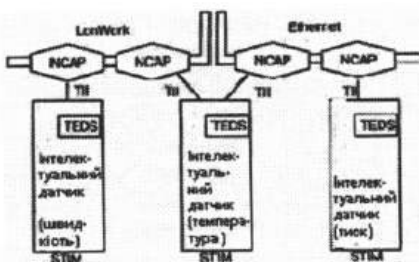 LonWork
Ethernet
NCAP
NCAP
NCAP
NCAP
TII
TII
TII
TII
TEDS
Інтелек-
туальний
датчик
(швид-
кість)
STIM
TEDS
Інтелек-
туаль-
ний
датчик
(темпера-
тура)
STIM
TEDS
Інтелек-
туальний
датчик
(тиск)
STIM